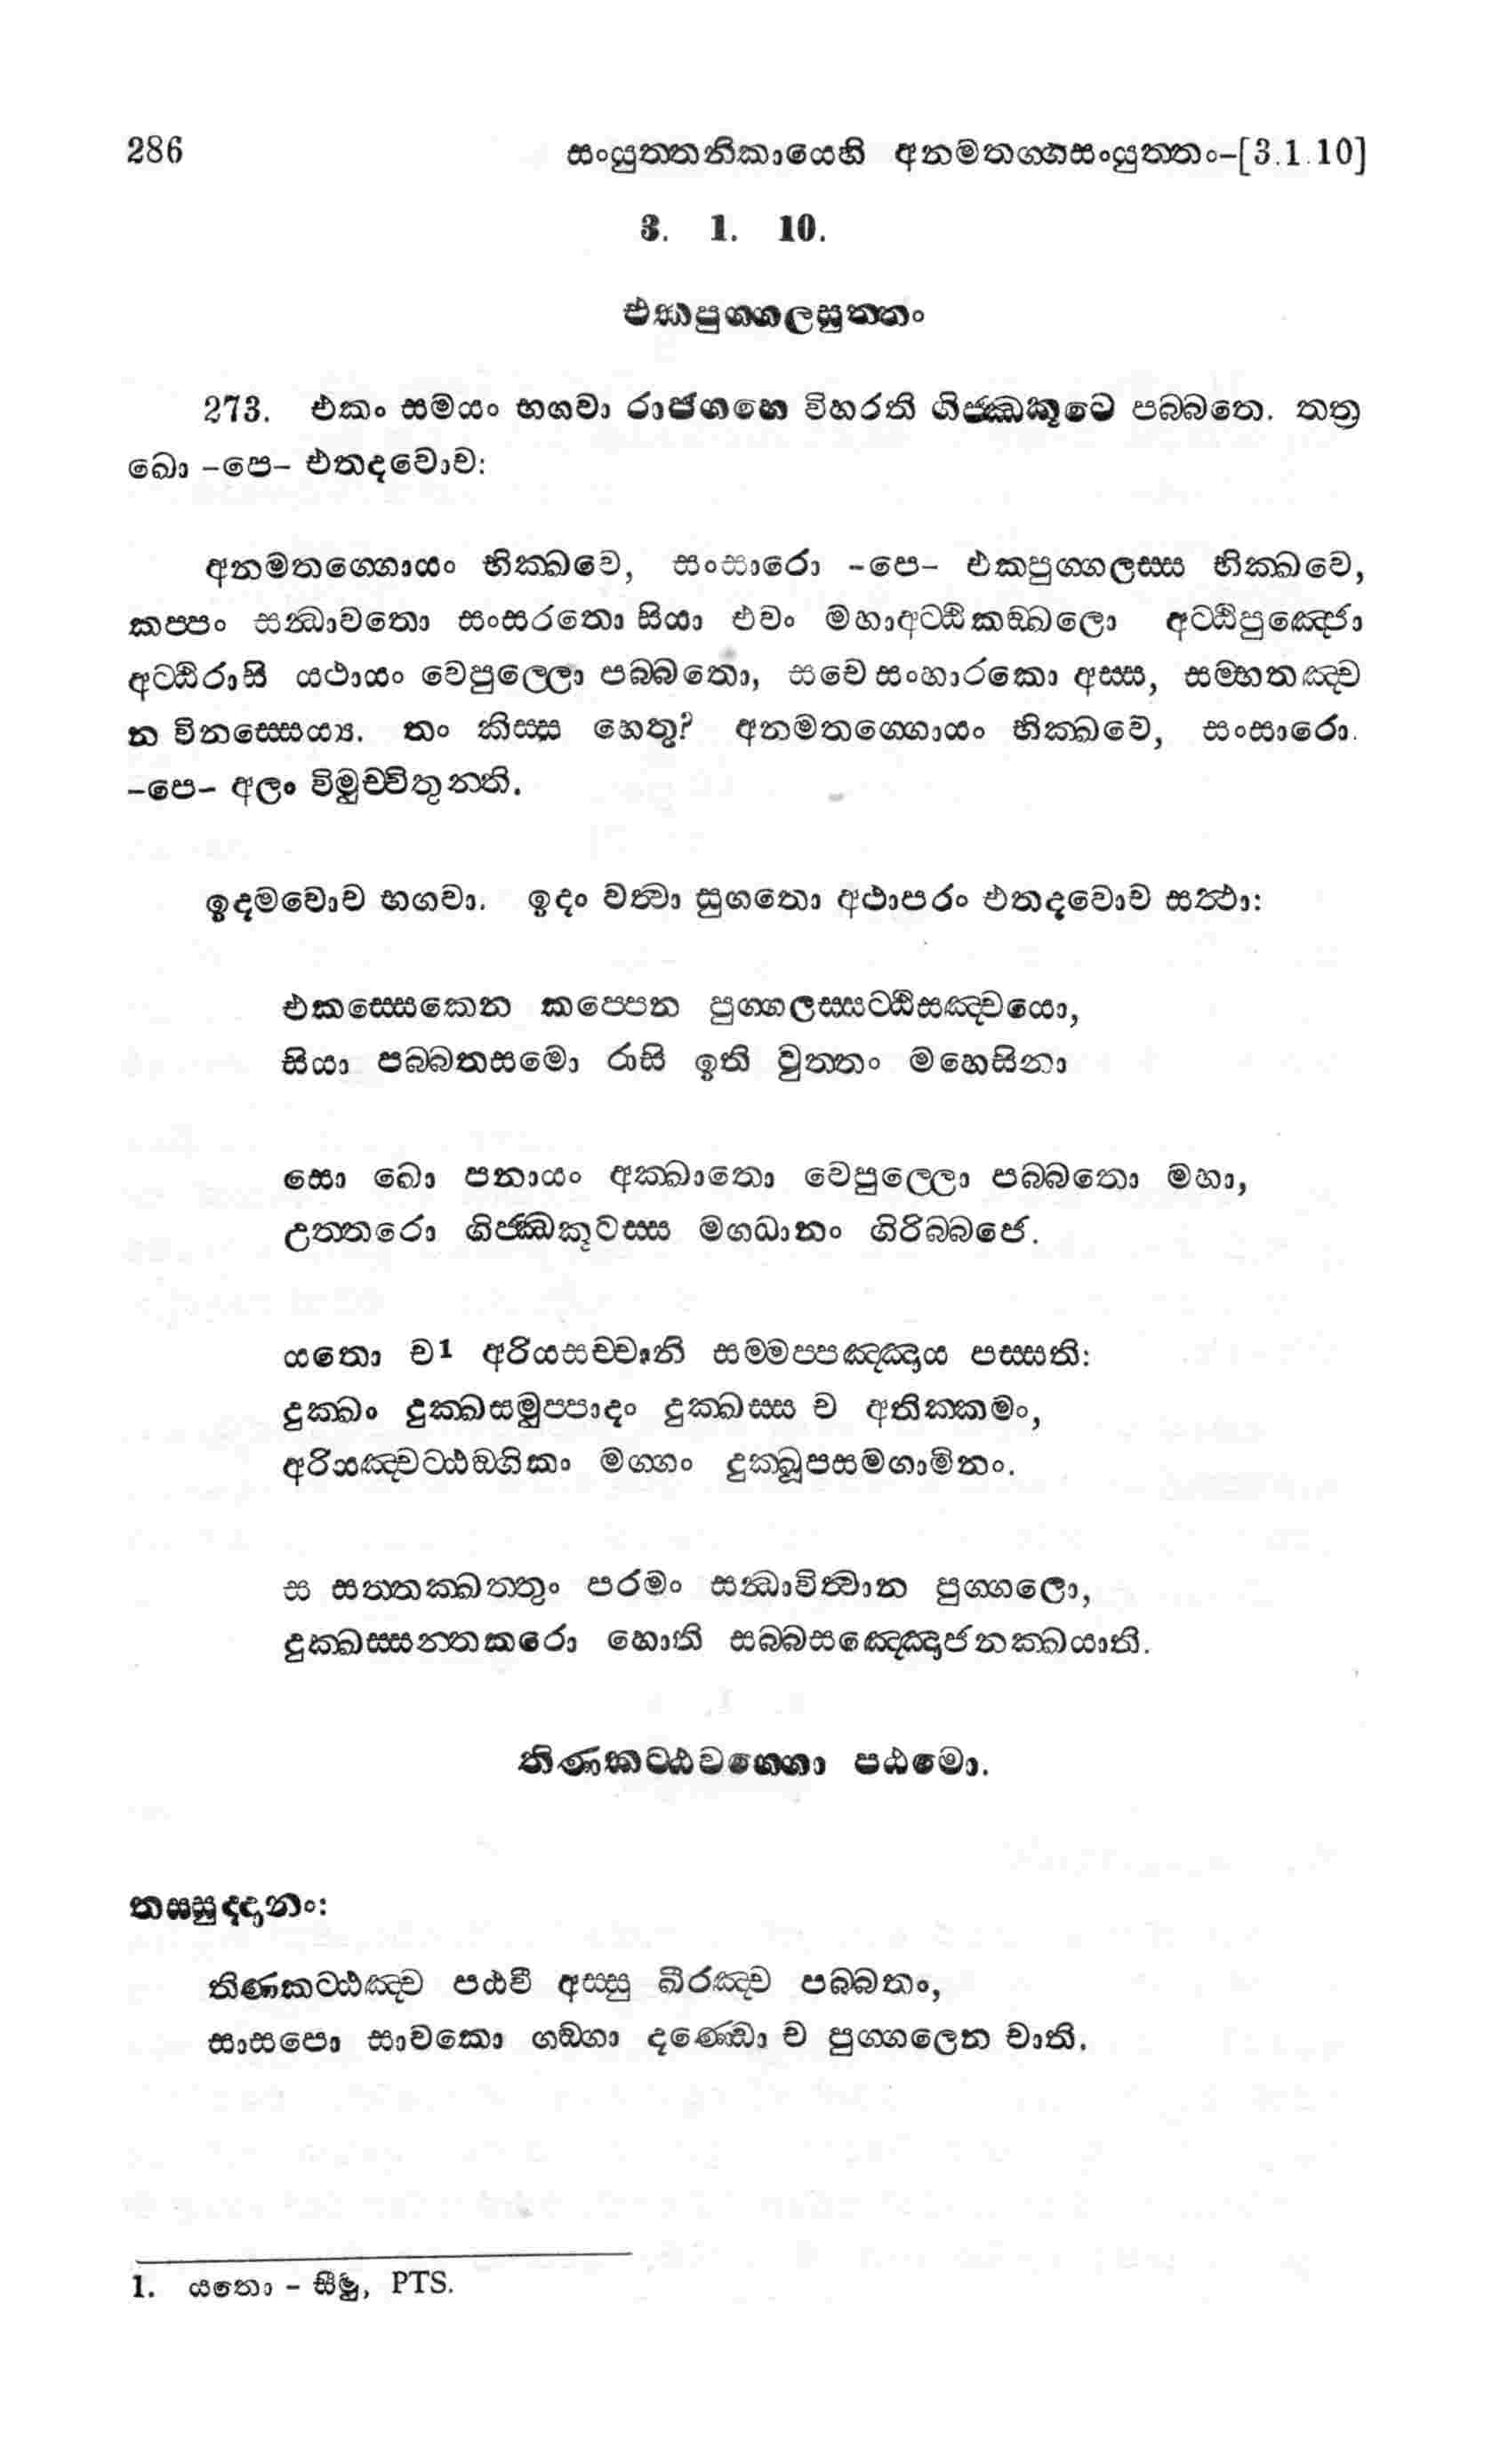 286 සංයුත්තනිකායෙහි අනමතග්ගසංයුත්තං-[3.1.10]
3. 1. 10.
එකපුග්ගලසුත්තං
273. එකං සමයං භගවා රාජගහෙ විහරති ගිජ්ඣකූටෙ පබ්බතෙ. තත්‍ර
ඛො -පෙ- එතදවොච:
අනමතග්ගොයං භික්ඛවෙ, සංසාරො -පෙ- එකපුග්ගලස්ස භික්ඛවෙ,
කප්පං සන්ධාවතො සංසරතො සියා එවං මහාඅට්ඨිකඞ්ඛලො අට්ඨිපුඤ්ජො
අට්ඨිරාසි යථායං වෙපුල්ලො පබ්බතො, සචෙ සංහාරකො අස්ස, සම්භතඤ්ච
න විනස්සෙය්‍ය. තං කිස්ස හෙතු? අනමතග්ගොයං භික්ඛවෙ, සංසාරො.
-පෙ- අලං විමුච්චිතුන්ති.
ඉදමවොච භගවා. ඉදං වත්‍වා සුගතො අථාපරං එතදවොච සත්‍ථා:
එකස්සෙකෙන කප්පෙන පුග්ගලස්සට්ඨිසඤ්චයො,
සියා පබ්බතසමො රාසි ඉති වුත්තං මහෙසිනා
සො ඛො පනායං අක්ඛාතො වෙපුල්ලො පබ්බතො මහා,
උත්තරො ගිජ්ඣකූටස්ස මගධානං ගිරිබ්බජෙ.
යතො ච1 අරියසච්චානි සම්මප්පඤ්ඤාය පස්සති:
දුක්ඛං දුක්ඛසමුප්පාදං දුක්ඛස්ස ච අතික්කමං,
අරියඤ්චට්ඨඞ්ගිකං මග්ගං දුක්ඛූපසමගාමිනං.
ස සත්තක්ඛත්තුං පරමං සන්ධාවිත්‍වාන පුග්ගලො,
දුක්ඛස්සන්තකරො හොති සබ්බසඤ්ඤොජනක්ඛයාති.
තිණකට්ඨවග්ගො පඨමො.
තස්සුද්දානං:
තිණකට්ඨඤ්ච පඨවී අස්සු ඛීරඤ්ච පබ්බතං,
සාසපො සාවකො ගඞ්ගා දණ්ඩො ච පුග්ගලෙන චාති.
1. යතො - සීමු, PTS.